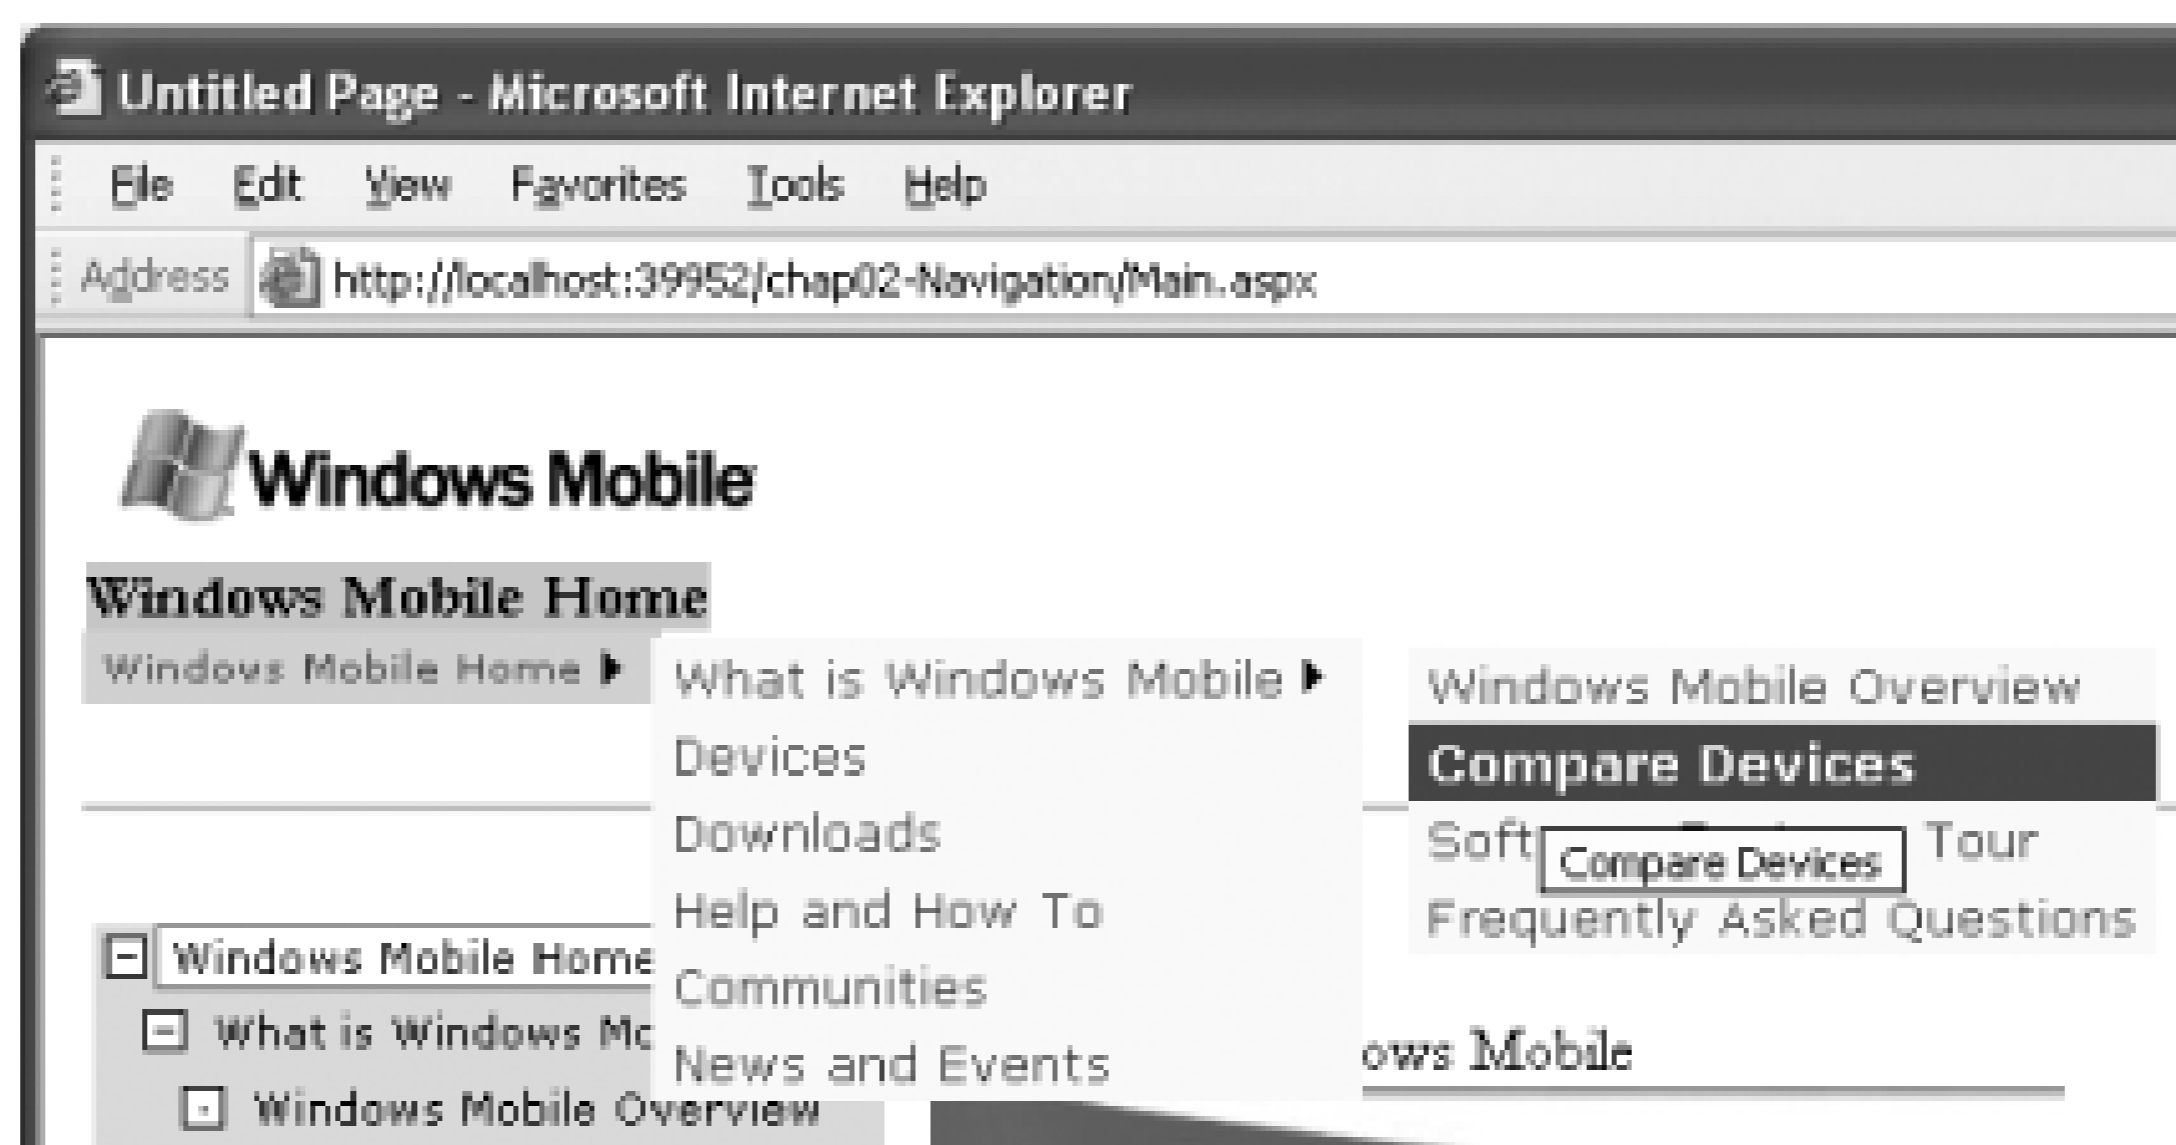 Untitled Page - Microsoft Internet Explorer
File Edit View Favorites Tools Help
Address http://localhost:39952/chap02-Navigation/Main.aspx
Windows Mobile
Windows Mobile Home
Windows Mobile Home
What is Windows Mobile
Devices
Downloads
Help and How To
Communities
News and Events
Windows Mobile Overview
Compare Devices
Soft Tour
Compare Devices
Frequently Asked Questions
Windows Mobile Home
What is Windows Mo
Windows Mobile Overview
ows Mobile